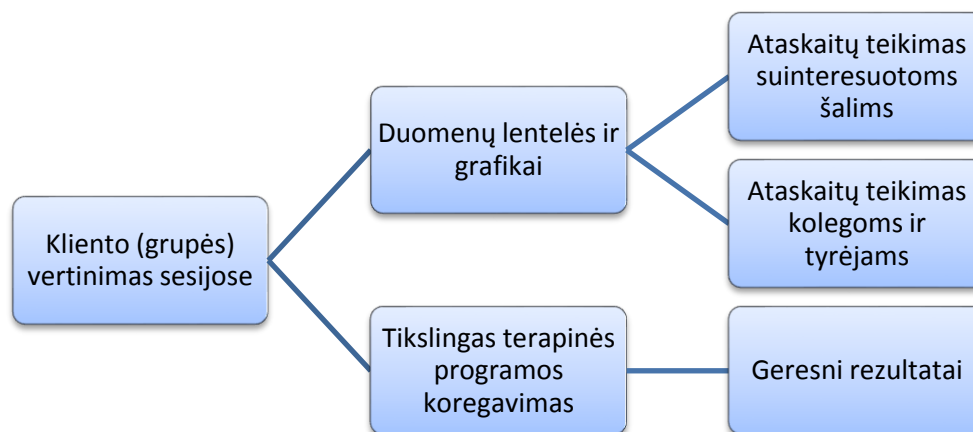 Kliento (grupės)
vertinimas sesijose
Duomenų lentelės ir
grafikai
Ataskaitų teikimas
suinteresuotoms
šalims
Ataskaitų teikimas
kolegoms ir
tyrėjams
Tikslingas terapinės
programos
koregavimas
Geresni rezultatai